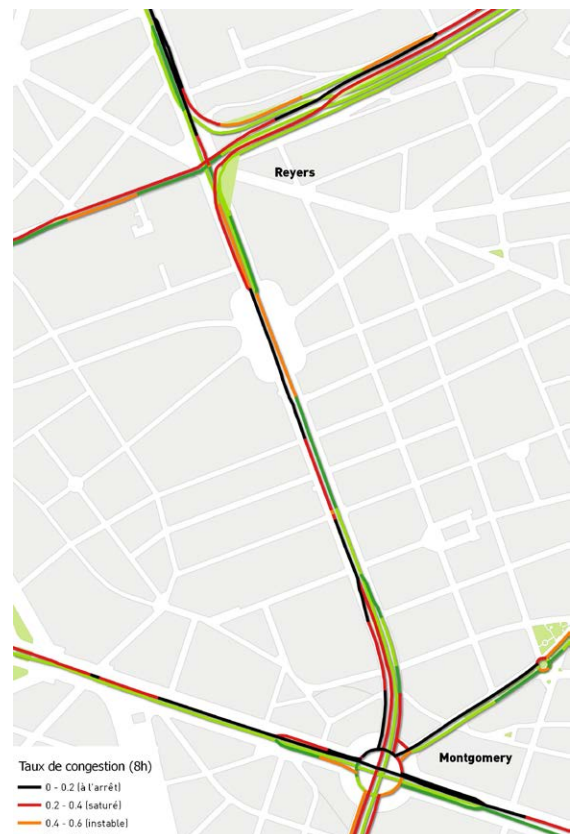 Reyers
Montgomery
Taux de congestion (8h)
0 - 0.2 (à l'arrêt)
0.2 - 0.4 (saturé)
0.4 - 0.6 (instable)